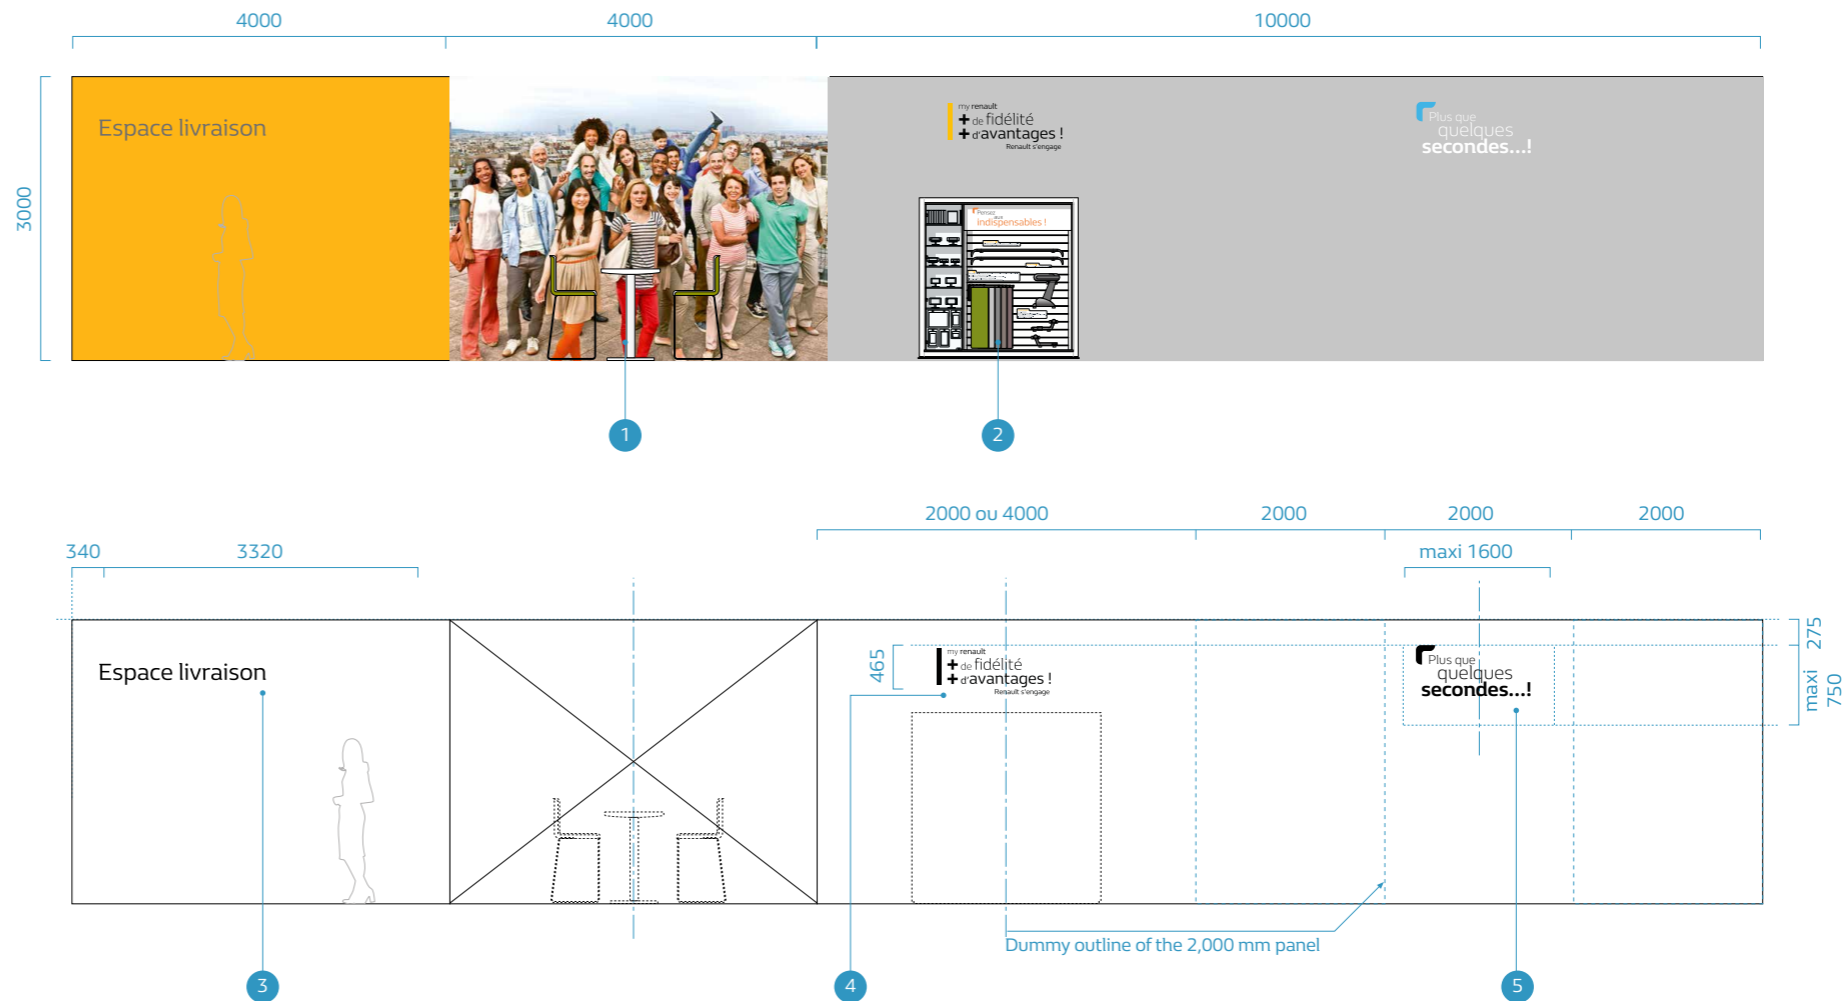 4000 4000 10000
3000
Espace livraison
my renault
+ de fidélité
+ d'avantages !
Renault s'engage
Plus que
quelques
secondes...!
Pensez
aux
indispensables !
1 2
2000 ou 4000 2000 2000 2000
340 3320 maxi 1600
275
maxi
750
465
Espace livraison
my renault
+ de fidélité
+ d'avantages !
Renault s'engage
Plus que
quelques
secondes...!
Dummy outline of the 2,000 mm panel
3 4 5